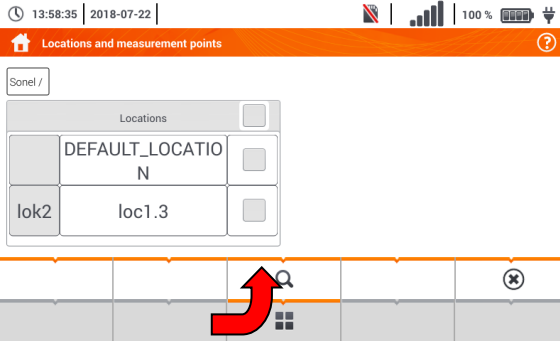 13:58:35 2018-07-22 100 %
Locations and measurement points ?
Sonel /
Locations
DEFAULT_LOCATIO
N
lok2 loc1.3